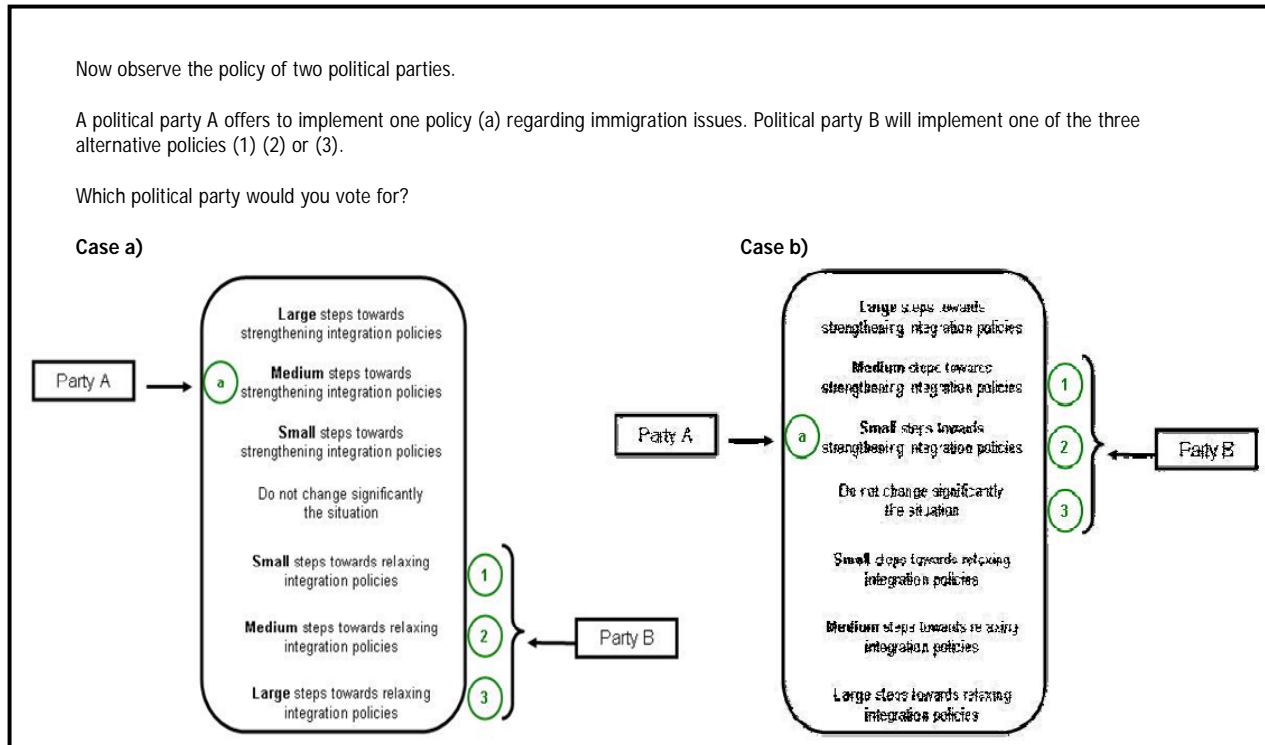 Now observe the policy of two political parties.
A political party A offers to implement one policy (a) regarding immigration issues. Political party B will implement one of the three
alternative policies (1) (2) or (3).
Which political party would you vote for?
Case a)
Large steps towards
strengthening integration policies
Party A
a
Medium steps towards
strengthening integration policies
Small steps towards
strengthening integration policies
Do not change significantly
the situation
Small steps towards relaxing
integration policies
1
Medium steps towards relaxing
integration policies
2
Party B
Large steps towards relaxing
integration policies
3
Case b)
Large steps towards
strengthening integration policies
Medium steps towards
strengthening integration policies
1
Party A
a
Small steps towards
strengthening integration policies
2
Party B
Do not change significantly
the situation
3
Small steps towards relaxing
integration policies
Medium steps towards relaxing
integration policies
Large steps towards relaxing
integration policies